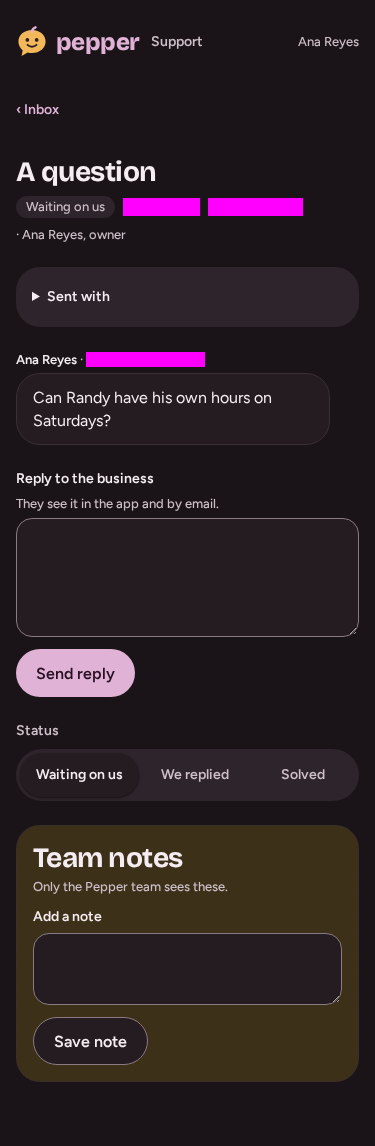 pepper Support Ana Reyes
‹ Inbox
A question
Waiting on us
· Ana Reyes, owner
Sent with
Ana Reyes ·
Can Randy have his own hours on
Saturdays?
Reply to the business
They see it in the app and by email.
Send reply
Status
Waiting on us We replied Solved
Team notes
Only the Pepper team sees these.
Add a note
Save note